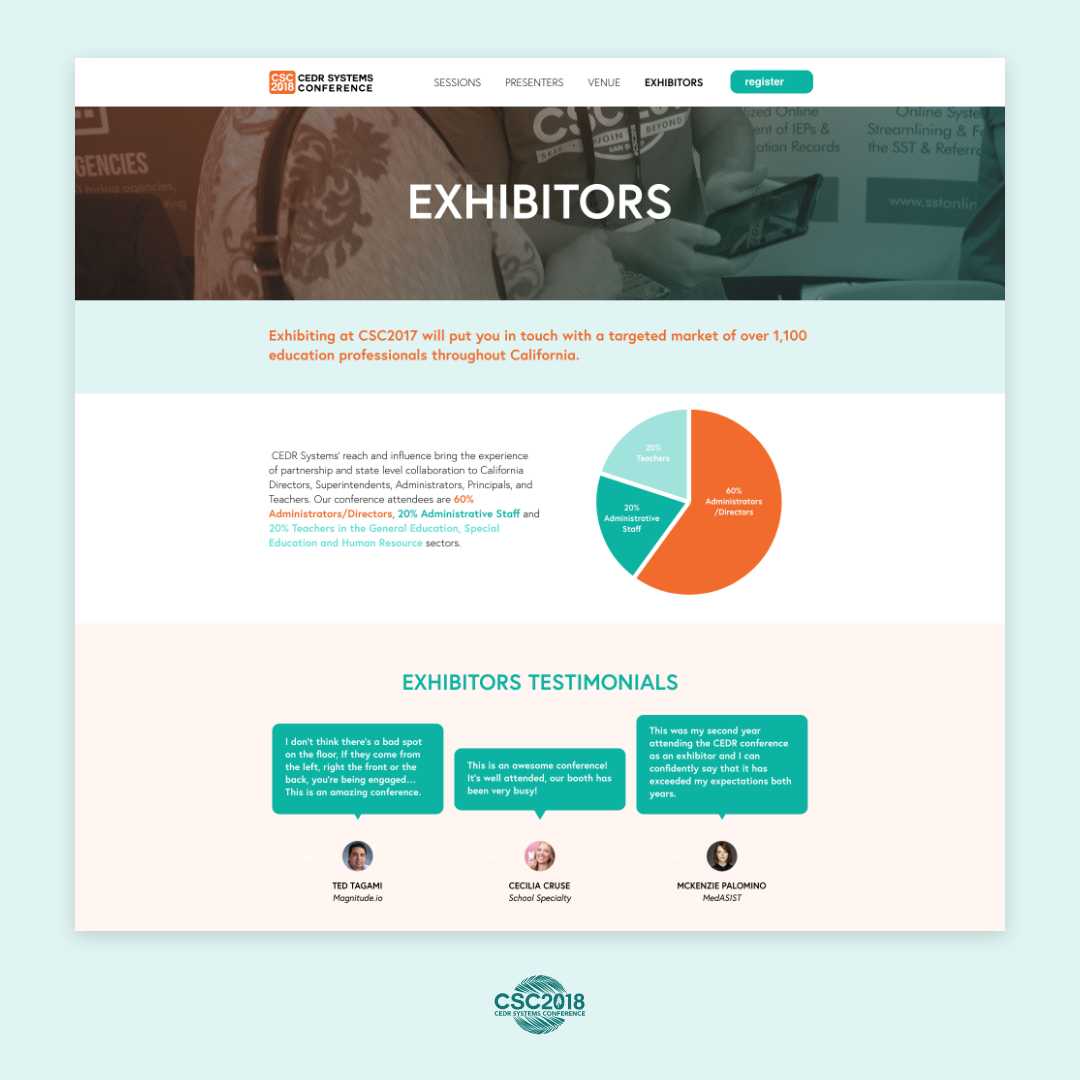 CSC
2018
CEDR SYSTEMS
CONFERENCE
SESSIONS
PRESENTERS
VENUE
EXHIBITORS
register
GENCIES
hiring agencies,
CSC
JOIN
BEYOND
SAN D
ized Online
ent of IEPs &
ation Records
Online Syste
Streamlining & F
the SST & Referr
www.sstonlin
EXHIBITORS
Exhibiting at CSC2017 will put you in touch with a targeted market of over 1,100
education professionals throughout California.
CEDR Systems' reach and influence bring the experience
of partnership and state level collaboration to California
Directors, Superintendents, Administrators, Principals, and
Teachers. Our conference attendees are 60%
Administrators/Directors, 20% Administrative Staff and
20% Teachers in the General Education, Special
Education and Human Resource sectors.
20%
Teachers
60%
Administrators
/Directors
20%
Administrative
Staff
EXHIBITORS TESTIMONIALS
I don't think there's a bad spot
on the floor, If they come from
the left, right the front or the
back, you're being engaged...
This is an amazing conference.
This is an awesome conference!
It's well attended, our booth has
been very busy!
This was my second year
attending the CEDR conference
as an exhibitor and I can
confidently say that it has
exceeded my expectations both
years.
TED TAGAMI
Magnitude.io
CECILIA CRUSE
School Specialty
MCKENZIE PALOMINO
MedASIST
CSC2018
CEDR SYSTEMS CONFERENCE